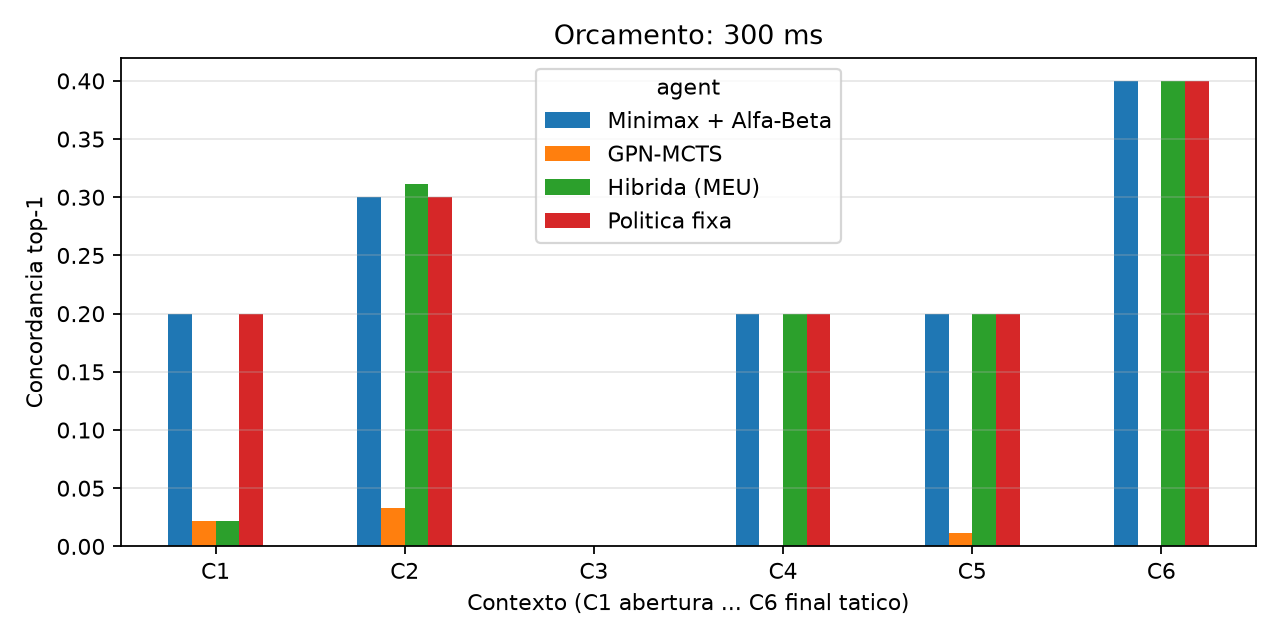 Orcamento: 300 ms
agent
Minimax + Alfa-Beta
GPN-MCTS
Hibrida (MEU)
Politica fixa
Concordancia top-1
0.40
0.35
0.30
0.25
0.20
0.15
0.10
0.05
0.00
C1 C2 C3 C4 C5 C6
Contexto (C1 abertura ... C6 final tatico)